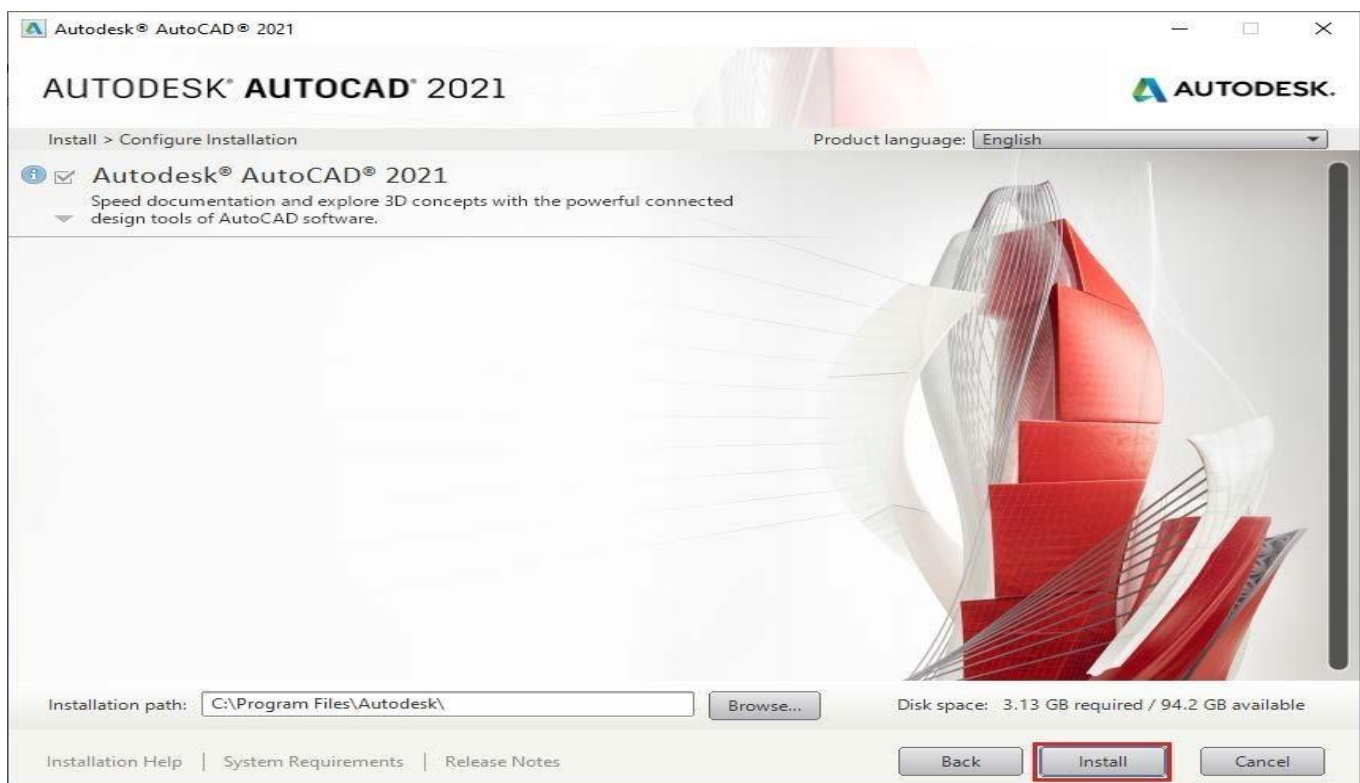 Autodesk® AutoCAD® 2021
AUTODESK® AUTOCAD® 2021
AUTODESK.
Install > Configure Installation
Product language: English
Autodesk® AutoCAD® 2021
Speed documentation and explore 3D concepts with the powerful connected
design tools of AutoCAD software.
Installation path: C:\Program Files\Autodesk\ Browse... Disk space: 3.13 GB required / 94.2 GB available
Installation Help | System Requirements | Release Notes Back Install Cancel